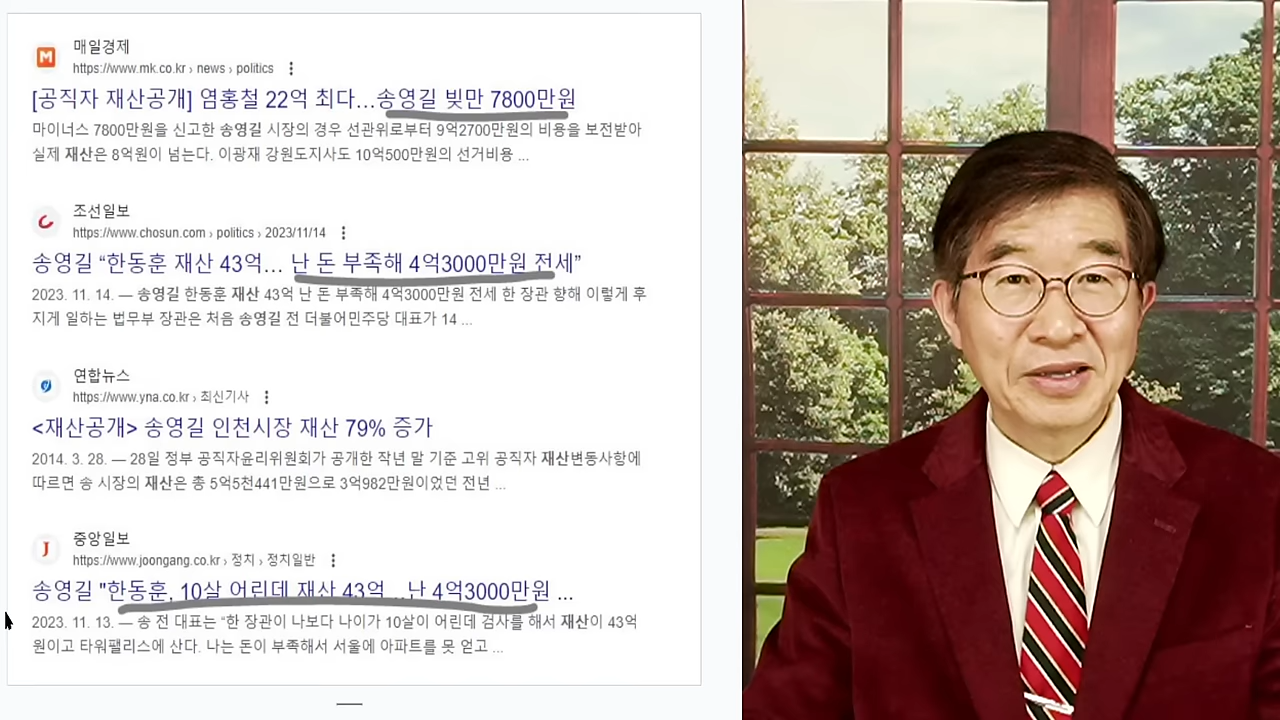 매일경제
https://www.mk.co.kr › news › politics
[공직자 재산공개] 염홍철 22억 최다…송영길 빚만 7800만원
마이너스 7800만원을 신고한 송영길 시장의 경우 선관위로부터 9억2700만원의 비용을 보전받아
실제 재산은 8억원이 넘는다. 이광재 강원도지사도 10억500만원의 선거비용 ...
조선일보
https://www.chosun.com › politics › 2023/11/14
송영길 “한동훈 재산 43억… 난 돈 부족해 4억3000만원 전세”
2023. 11. 14. — 송영길 한동훈 재산 43억 난 돈 부족해 4억3000만원 전세 한 장관 향해 이렇게 후
지게 일하는 법무부 장관은 처음 송영길 전 더불어민주당 대표가 14 ...
연합뉴스
https://www.yna.co.kr › 최신기사
<재산공개> 송영길 인천시장 재산 79% 증가
2014. 3. 28. — 28일 정부 공직자윤리위원회가 공개한 작년 말 기준 고위 공직자 재산변동사항에
따르면 송 시장의 재산은 총 5억5천441만원으로 3억982만원이었던 전년 ...
중앙일보
https://www.joongang.co.kr › 정치 › 정치일반
송영길 "한동훈, 10살 어린데 재산 43억...난 4억3000만원 ...
2023. 11. 13. — 송 전 대표는 “한 장관이 나보다 나이가 10살이 어린데 검사를 해서 재산이 43억
원이고 타워팰리스에 산다. 나는 돈이 부족해서 서울에 아파트를 못 얻고 ...